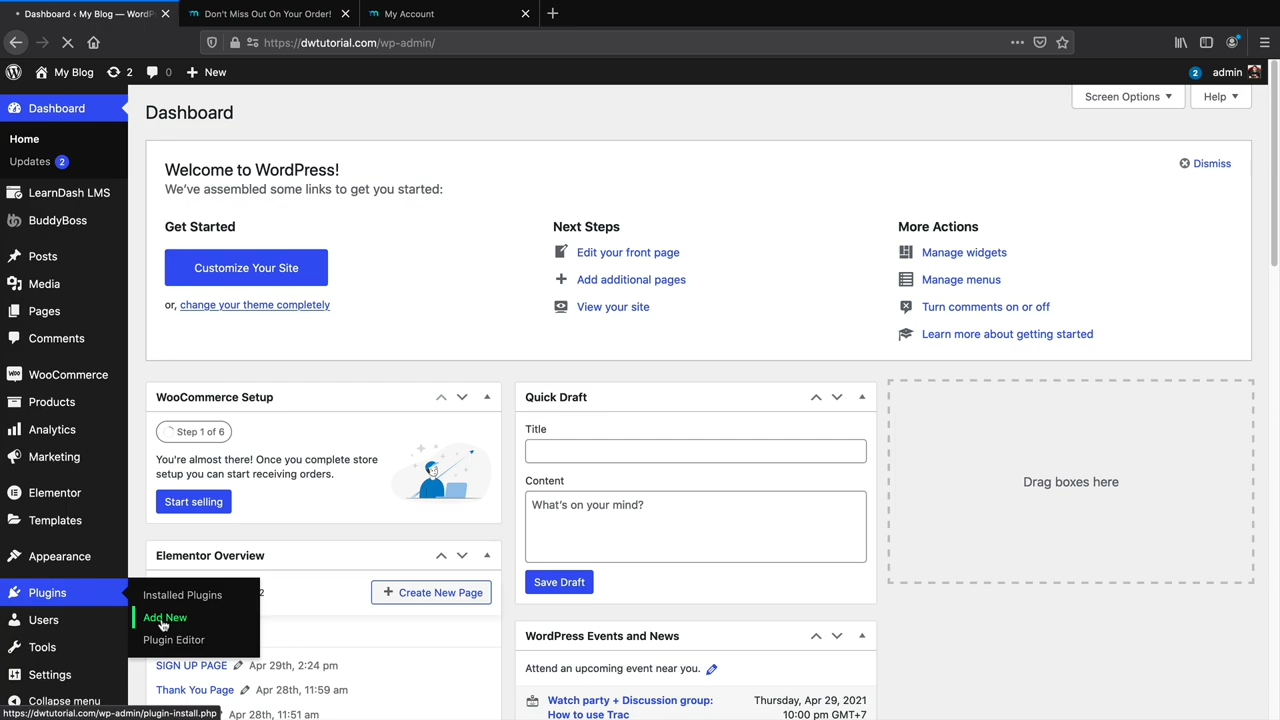 Dashboard ‹ My Blog — WordP
Don't Miss Out On Your Order!
My Account
https://dwtutorial.com/wp-admin/
My Blog
2
0
New
2
admin
Dashboard
Home
Updates 2
LearnDash LMS
BuddyBoss
Posts
Media
Pages
Comments
WooCommerce
Products
Analytics
Marketing
Elementor
Templates
Appearance
Plugins
Users
Tools
Settings
Collapse menu
Installed Plugins
Add New
Plugin Editor
Dashboard
Screen Options
Help
Welcome to WordPress!
We've assembled some links to get you started:
Dismiss
Get Started
Customize Your Site
or, change your theme completely
Next Steps
Edit your front page
Add additional pages
View your site
More Actions
Manage widgets
Manage menus
Turn comments on or off
Learn more about getting started
WooCommerce Setup
Step 1 of 6
You're almost there! Once you complete store
setup you can start receiving orders.
Start selling
Elementor Overview
2
Create New Page
SIGN UP PAGE Apr 29th, 2:24 pm
Thank You Page Apr 28th, 11:59 am
Apr 28th, 11:51 am
Quick Draft
Title
Content
What's on your mind?
Save Draft
WordPress Events and News
Attend an upcoming event near you.
Watch party + Discussion group:
How to use Trac
Thursday, Apr 29, 2021
10:00 pm GMT+7
Drag boxes here
https://dwtutorial.com/wp-admin/plugin-install.php